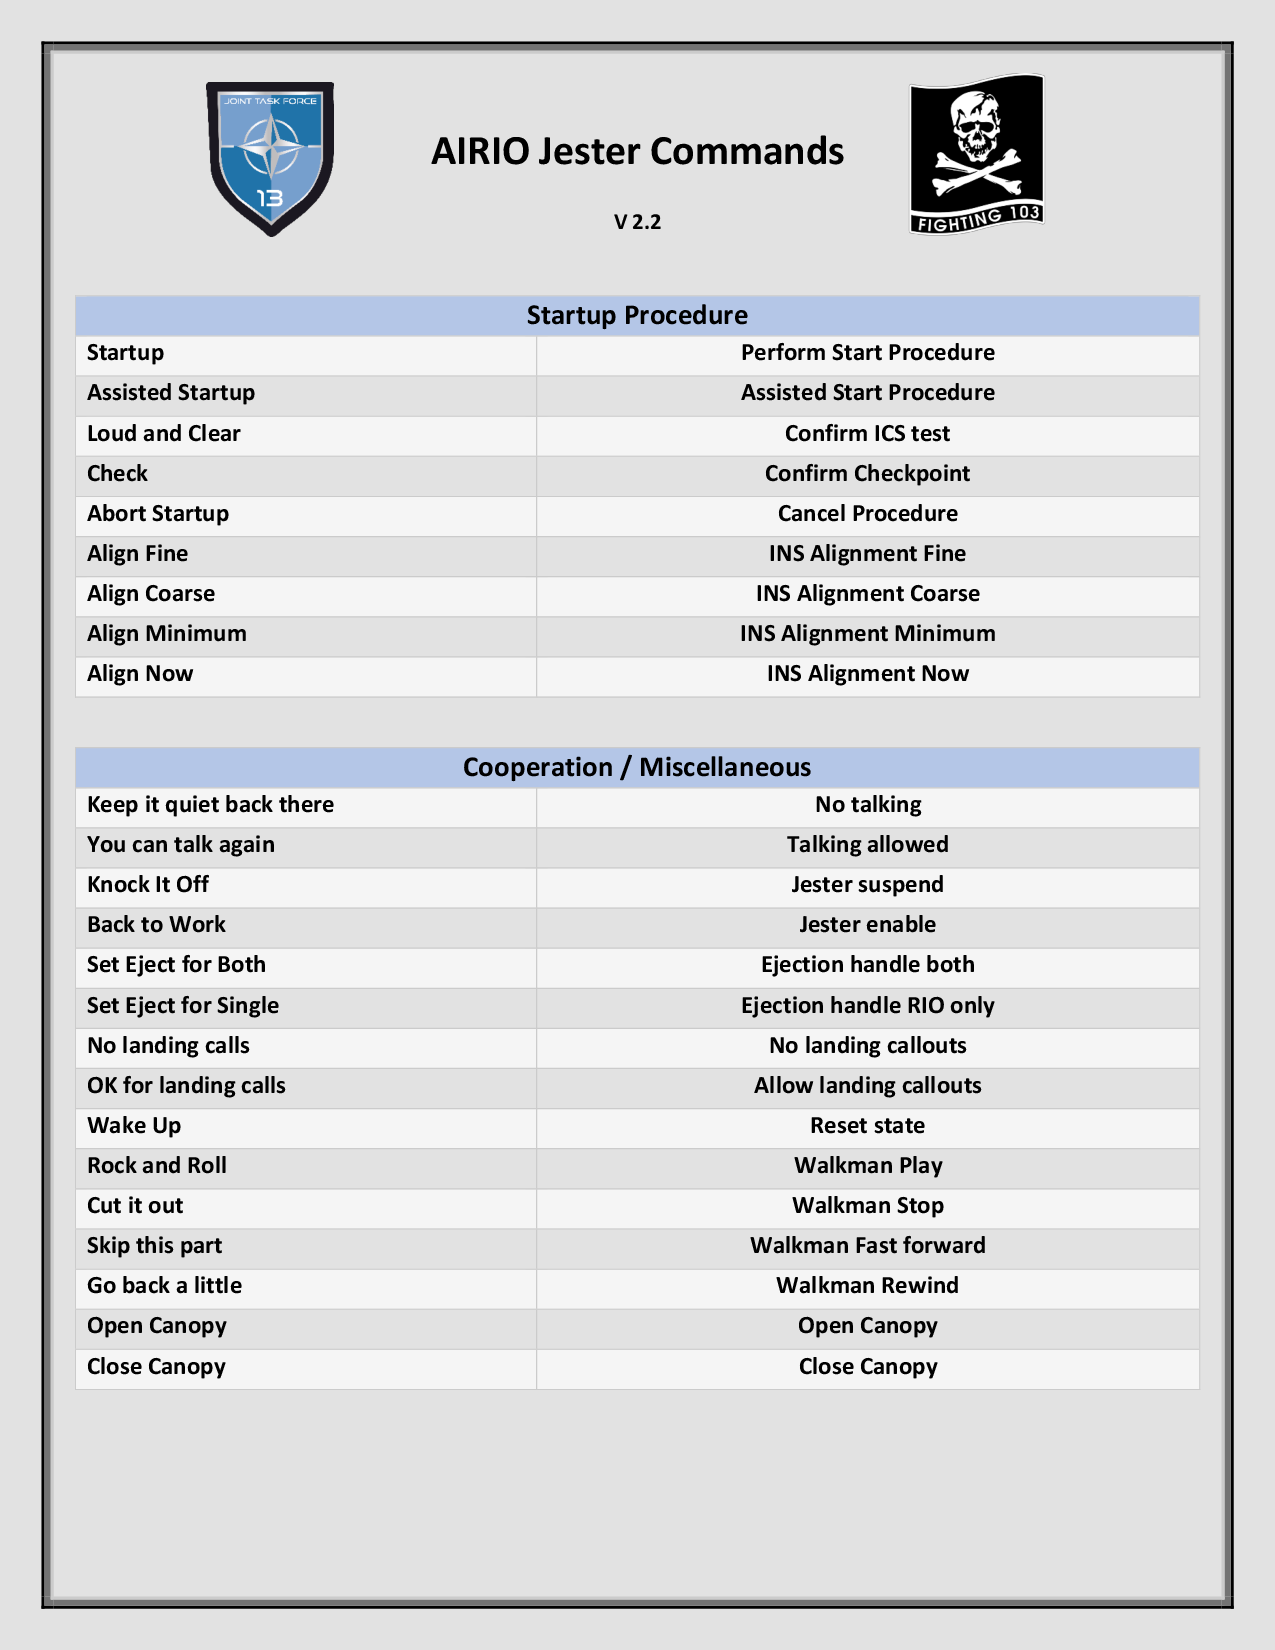 JOINT TASK FORCE
13
AIRIO Jester Commands
V 2.2
FIGHTING 103
Startup Procedure
Startup Perform Start Procedure
Assisted Startup Assisted Start Procedure
Loud and Clear Confirm ICS test
Check Confirm Checkpoint
Abort Startup Cancel Procedure
Align Fine INS Alignment Fine
Align Coarse INS Alignment Coarse
Align Minimum INS Alignment Minimum
Align Now INS Alignment Now
Cooperation / Miscellaneous
Keep it quiet back there No talking
You can talk again Talking allowed
Knock It Off Jester suspend
Back to Work Jester enable
Set Eject for Both Ejection handle both
Set Eject for Single Ejection handle RIO only
No landing calls No landing callouts
OK for landing calls Allow landing callouts
Wake Up Reset state
Rock and Roll Walkman Play
Cut it out Walkman Stop
Skip this part Walkman Fast forward
Go back a little Walkman Rewind
Open Canopy Open Canopy
Close Canopy Close Canopy